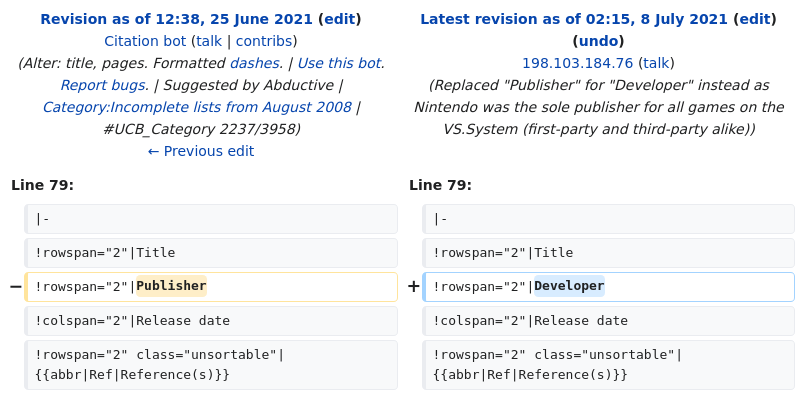 Revision as of 12:38, 25 June 2021 (edit)
Citation bot (talk | contribs)
(Alter: title, pages. Formatted dashes. | Use this bot.
Report bugs. | Suggested by Abductive |
Category:Incomplete lists from August 2008 |
#UCB_Category 2237/3958)
← Previous edit
Latest revision as of 02:15, 8 July 2021 (edit)
(undo)
198.103.184.76 (talk)
(Replaced "Publisher" for "Developer" instead as
Nintendo was the sole publisher for all games on the
VS.System (first-party and third-party alike))
Line 79:
|-
!rowspan="2"|Title
− !rowspan="2"|Publisher
!colspan="2"|Release date
!rowspan="2" class="unsortable"|
{{abbr|Ref|Reference(s)}}
Line 79:
|-
!rowspan="2"|Title
+ !rowspan="2"|Developer
!colspan="2"|Release date
!rowspan="2" class="unsortable"|
{{abbr|Ref|Reference(s)}}